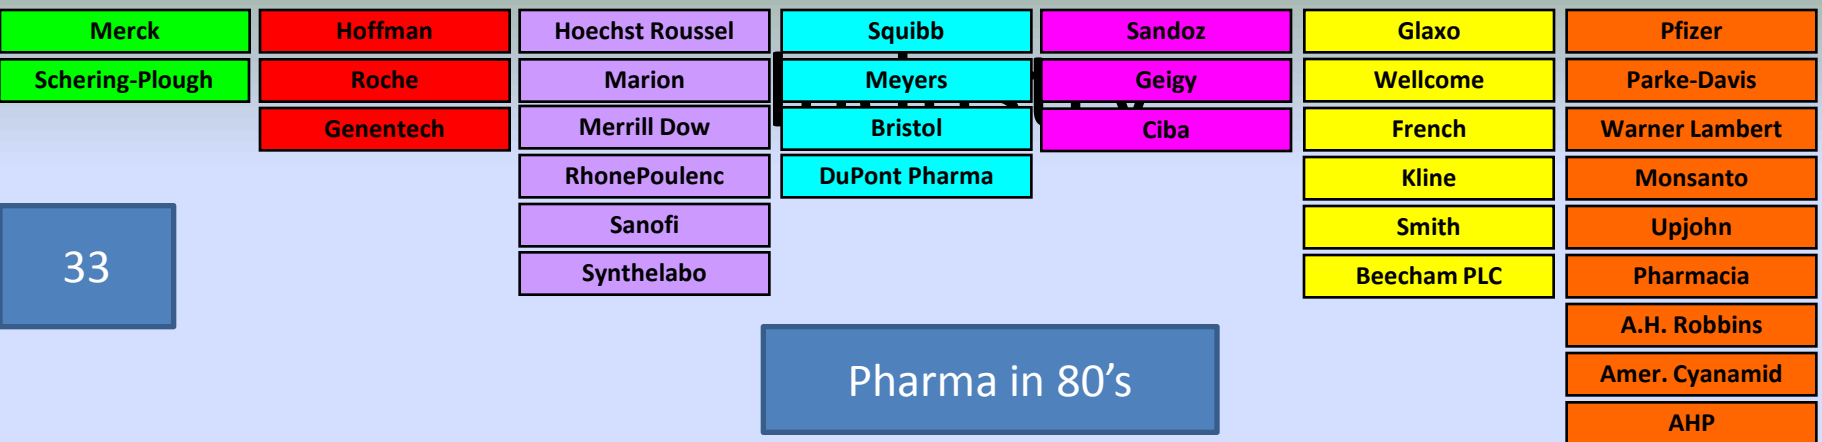 Merck
Schering-Plough
Hoffman
Roche
Genentech
Hoechst Roussel
Marion
Merrill Dow
RhonePoulenc
Sanofi
Synthelabo
Squibb
Meyers
Bristol
DuPont Pharma
Sandoz
Geigy
Ciba
Glaxo
Wellcome
French
Kline
Smith
Beecham PLC
Pfizer
Parke-Davis
Warner Lambert
Monsanto
Upjohn
Pharmacia
A.H. Robbins
Amer. Cyanamid
AHP
33
Pharma in 80’s